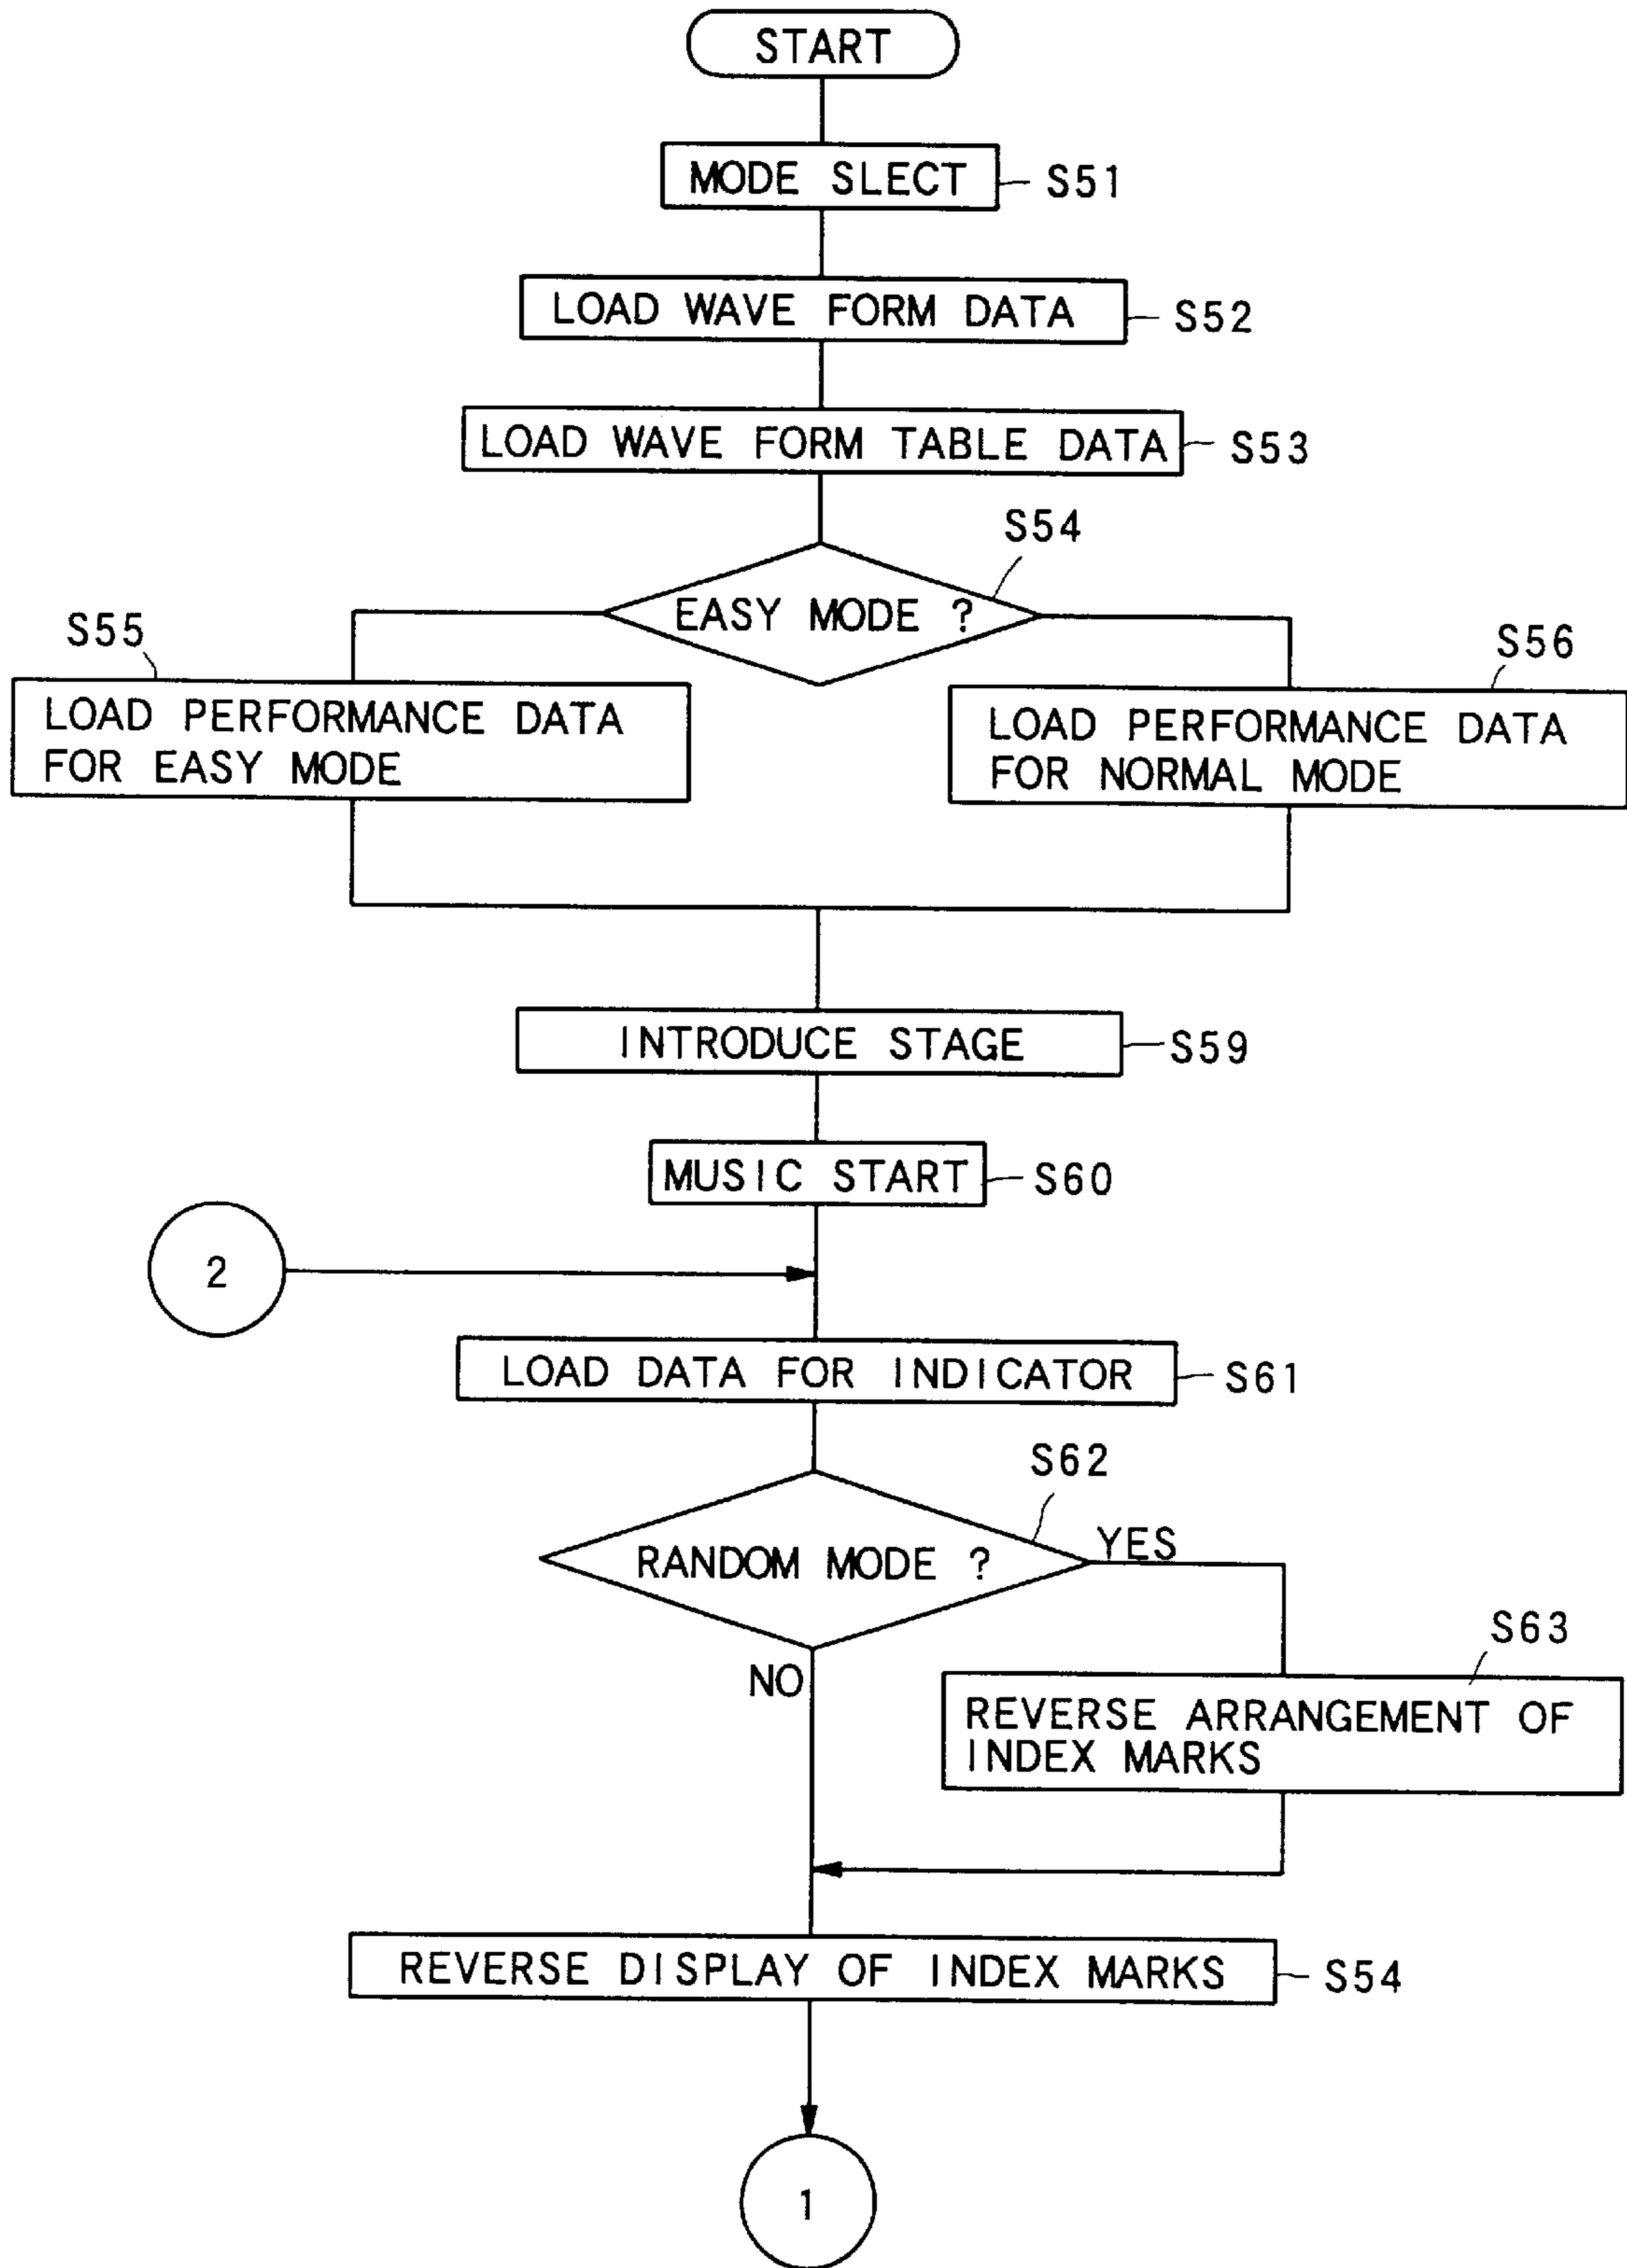 START
MODE SLECT
S51
LOAD WAVE FORM DATA
S52
LOAD WAVE FORM TABLE DATA
S53
S54
EASY MODE ?
S55
LOAD PERFORMANCE DATA
FOR EASY MODE
S56
LOAD PERFORMANCE DATA
FOR NORMAL MODE
INTRODUCE STAGE
S59
MUSIC START
S60
2
LOAD DATA FOR INDICATOR
S61
S62
RANDOM MODE ?
YES
NO
S63
REVERSE ARRANGEMENT OF
INDEX MARKS
REVERSE DISPLAY OF INDEX MARKS
S54
1